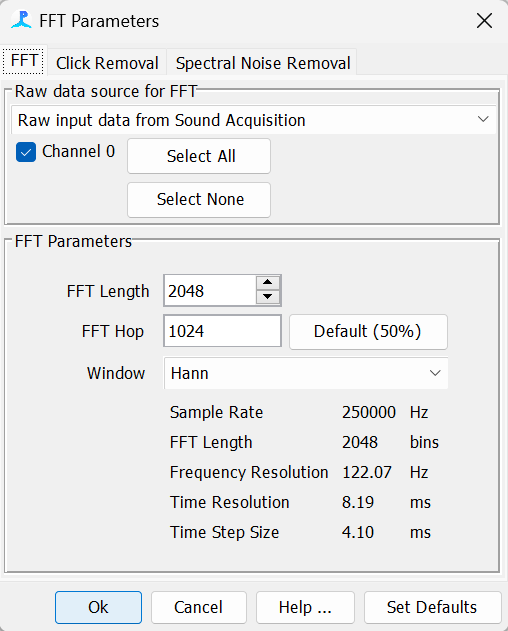 FFT Parameters
FFT Click Removal Spectral Noise Removal
Raw data source for FFT
Raw input data from Sound Acquisition
Channel 0 Select All
Select None
FFT Parameters
FFT Length 2048
FFT Hop 1024 Default (50%)
Window Hann
Sample Rate 250000 Hz
FFT Length 2048 bins
Frequency Resolution 122.07 Hz
Time Resolution 8.19 ms
Time Step Size 4.10 ms
Ok Cancel Help ... Set Defaults